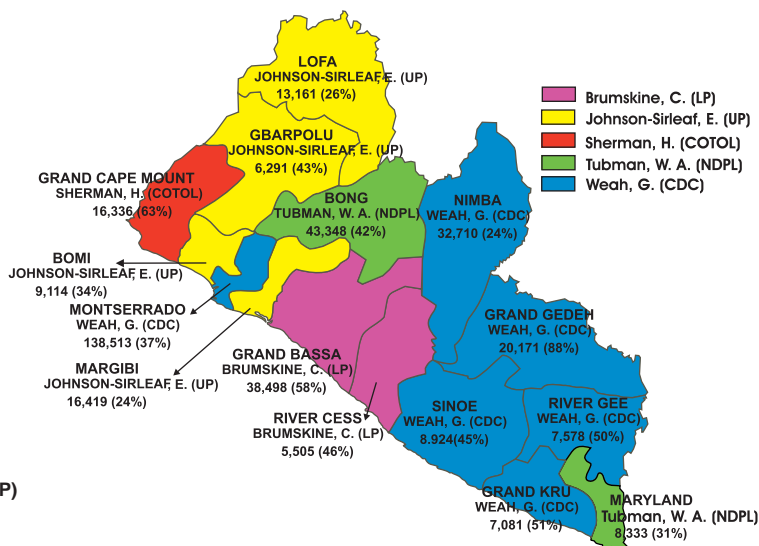 LOFA
JOHNSON-SIRLEAF, E. (UP)
13,161 (26%)
GBARPOLU
JOHNSON-SIRLEAF, E. (UP)
6,291 (43%)
GRAND CAPE MOUNT
SHERMAN, H. (COTOL)
16,336 (63%)
BONG
TUBMAN, W. A. (NDPL)
43,348 (42%)
NIMBA
WEAH, G. (CDC)
32,710 (24%)
Brumskine, C. (LP)
Johnson-Sirleaf, E. (UP)
Sherman, H. (COTOL)
Tubman, W. A. (NDPL)
Weah, G. (CDC)
BOMI
JOHNSON-SIRLEAF, E. (UP)
9,114 (34%)
MONTSERRADO
WEAH, G. (CDC)
138,513 (37%)
MARGIBI
JOHNSON-SIRLEAF, E. (UP)
16,419 (24%)
GRAND BASSA
BRUMSKINE, C. (LP)
38,498 (58%)
RIVER CESS
BRUMSKINE, C. (LP)
5,505 (46%)
GRAND GEDEH
WEAH, G. (CDC)
20,171 (88%)
SINOE
WEAH, G. (CDC)
8.924(45%)
RIVER GEE
WEAH, G. (CDC)
7,578 (50%)
GRAND KRU
WEAH, G. (CDC)
7,081 (51%)
MARYLAND
Tubman, W. A. (NDPL)
8,333 (31%)
P)